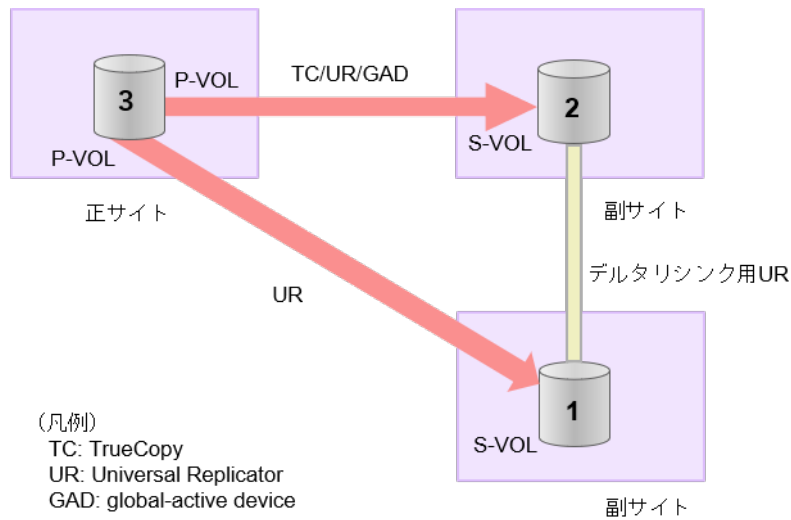 TC/UR/GAD
P-VOL
3
2
P-VOL
S-VOL
正サイト
副サイト
デルタリシンク用UR
UR
1
S-VOL
副サイト
(凡例)
TC: TrueCopy
UR: Universal Replicator
GAD: global-active device